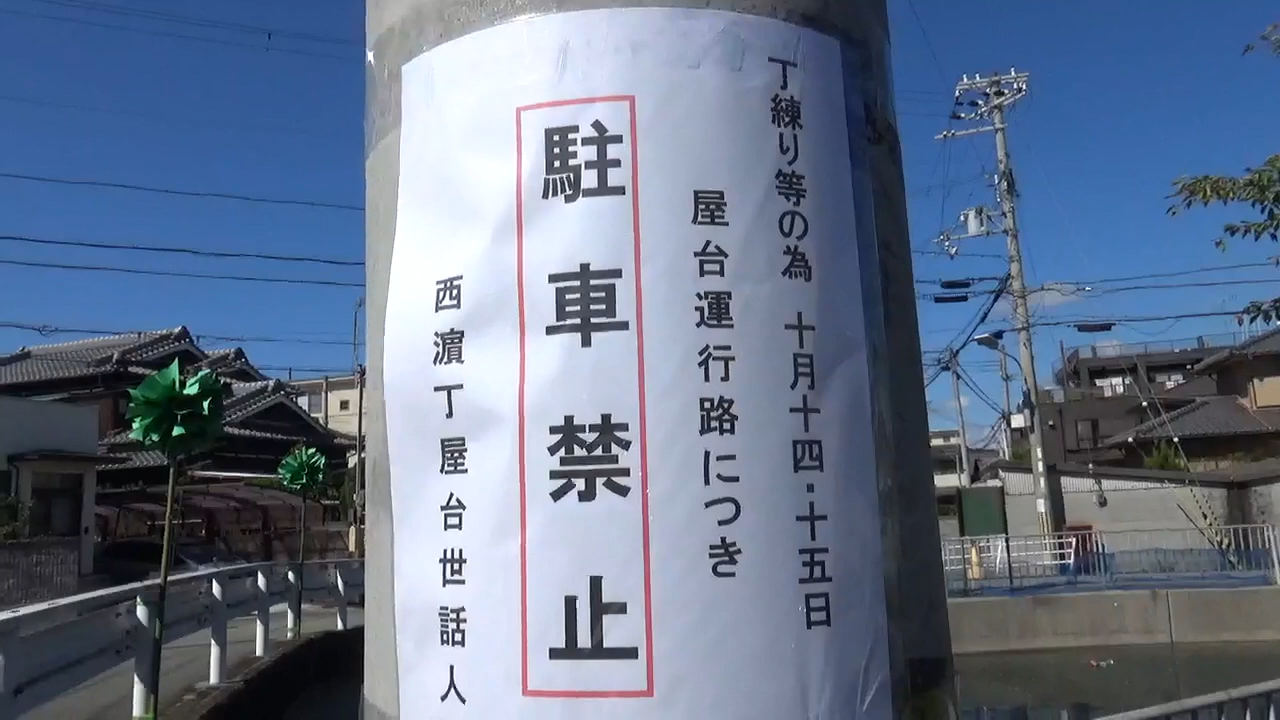 丁練り等の為 十月十四・十五日
屋台運行路につき
駐車禁止
西濵丁屋台世話人